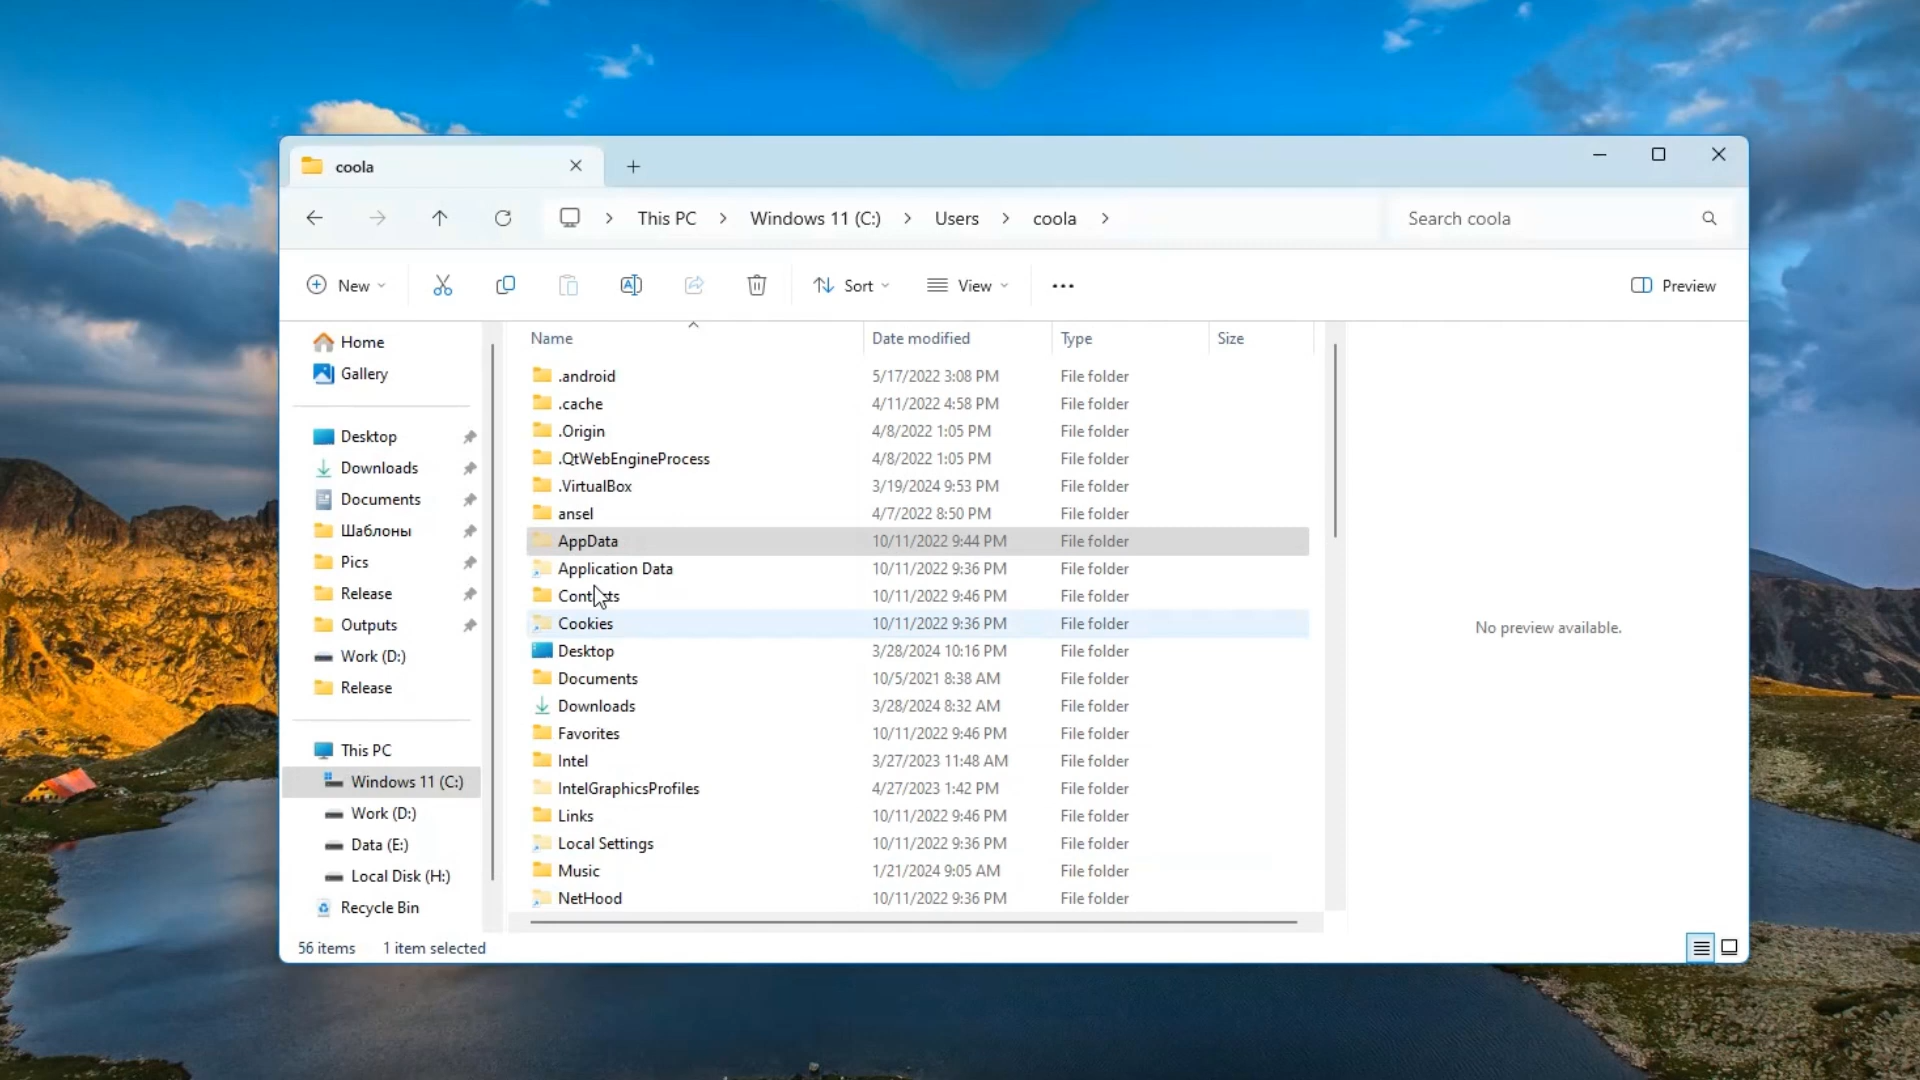 coola
This PC
Windows 11 (C:)
Users
coola
Search coola
New
Sort
View
Preview
Home
Gallery
Desktop
Downloads
Documents
Шаблоны
Pics
Release
Outputs
Work (D:)
Release
This PC
Windows 11 (C:)
Work (D:)
Data (E:)
Local Disk (H:)
Recycle Bin
Name Date modified Type Size
.android 5/17/2022 3:08 PM File folder
.cache 4/11/2022 4:58 PM File folder
.Origin 4/8/2022 1:05 PM File folder
.QtWebEngineProcess 4/8/2022 1:05 PM File folder
.VirtualBox 3/19/2024 9:53 PM File folder
ansel 4/7/2022 8:50 PM File folder
AppData 10/11/2022 9:44 PM File folder
Application Data 10/11/2022 9:36 PM File folder
Contacts 10/11/2022 9:46 PM File folder
Cookies 10/11/2022 9:36 PM File folder
Desktop 3/28/2024 10:16 PM File folder
Documents 10/5/2021 8:38 AM File folder
Downloads 3/28/2024 8:32 AM File folder
Favorites 10/11/2022 9:46 PM File folder
Intel 3/27/2023 11:48 AM File folder
IntelGraphicsProfiles 4/27/2023 1:42 PM File folder
Links 10/11/2022 9:46 PM File folder
Local Settings 10/11/2022 9:36 PM File folder
Music 1/21/2024 9:05 AM File folder
NetHood 10/11/2022 9:36 PM File folder
No preview available.
56 items 1 item selected